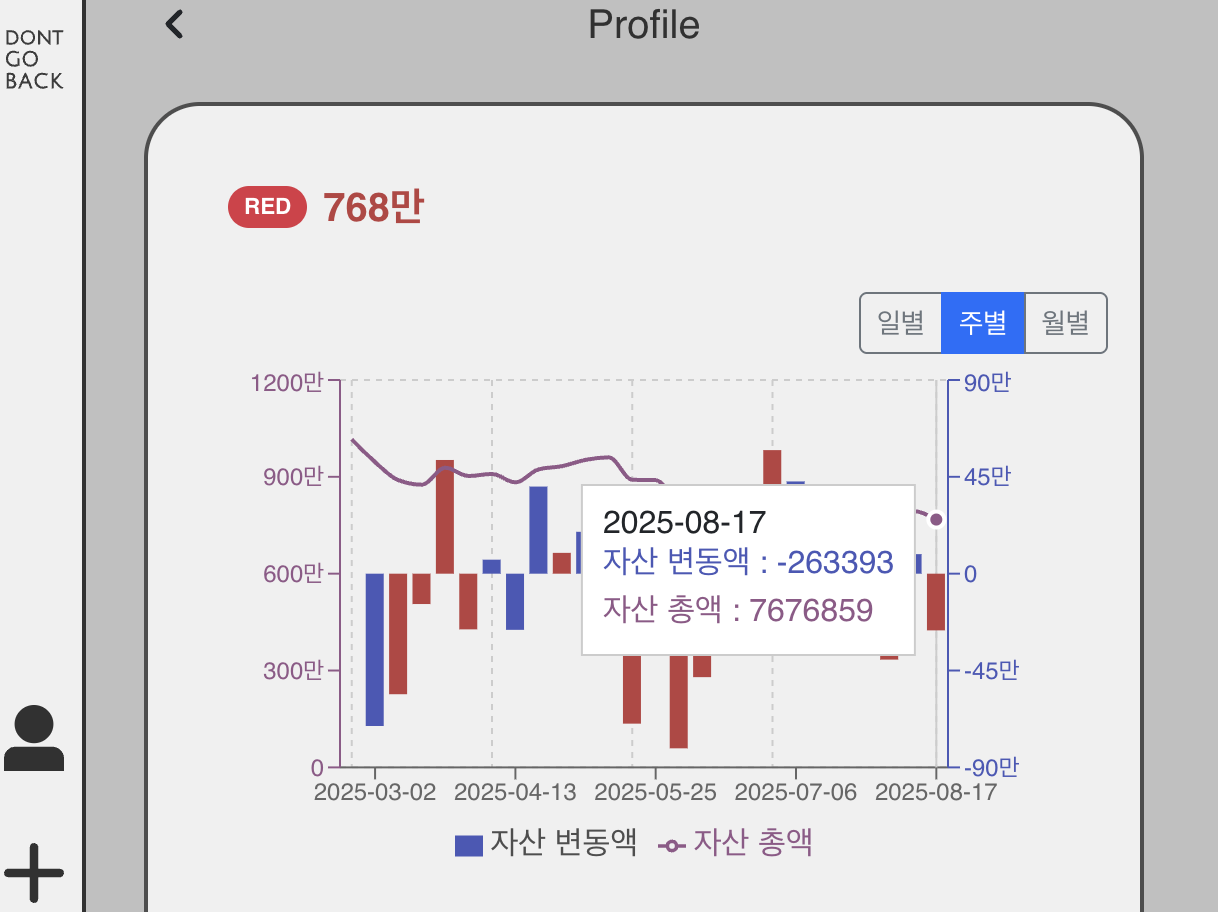 DONT
GO
BACK
Profile
RED 768만
일별 주별 월별
1200만
900만
600만
300만
0
90만
45만
0
-45만
-90만
2025-08-17
자산 변동액 : -263393
자산 총액 : 7676859
2025-03-02 2025-04-13 2025-05-25 2025-07-06 2025-08-17
자산 변동액 자산 총액